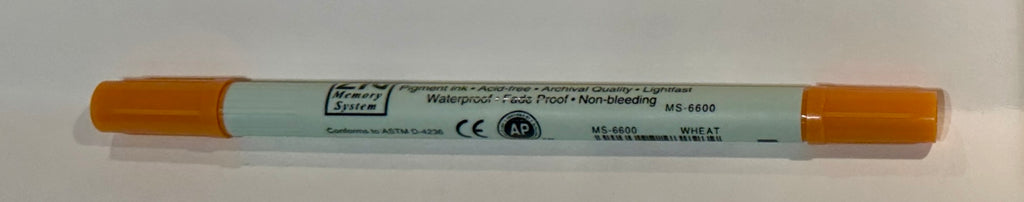 ZIG
Memory
System
Pigment Ink • Acid-free • Archival Quality • Lightfast
Waterproof • Fade Proof • Non-bleeding
MS-6600
Conforms to ASTM D-4236
CE
AP
MS-6600 WHEAT